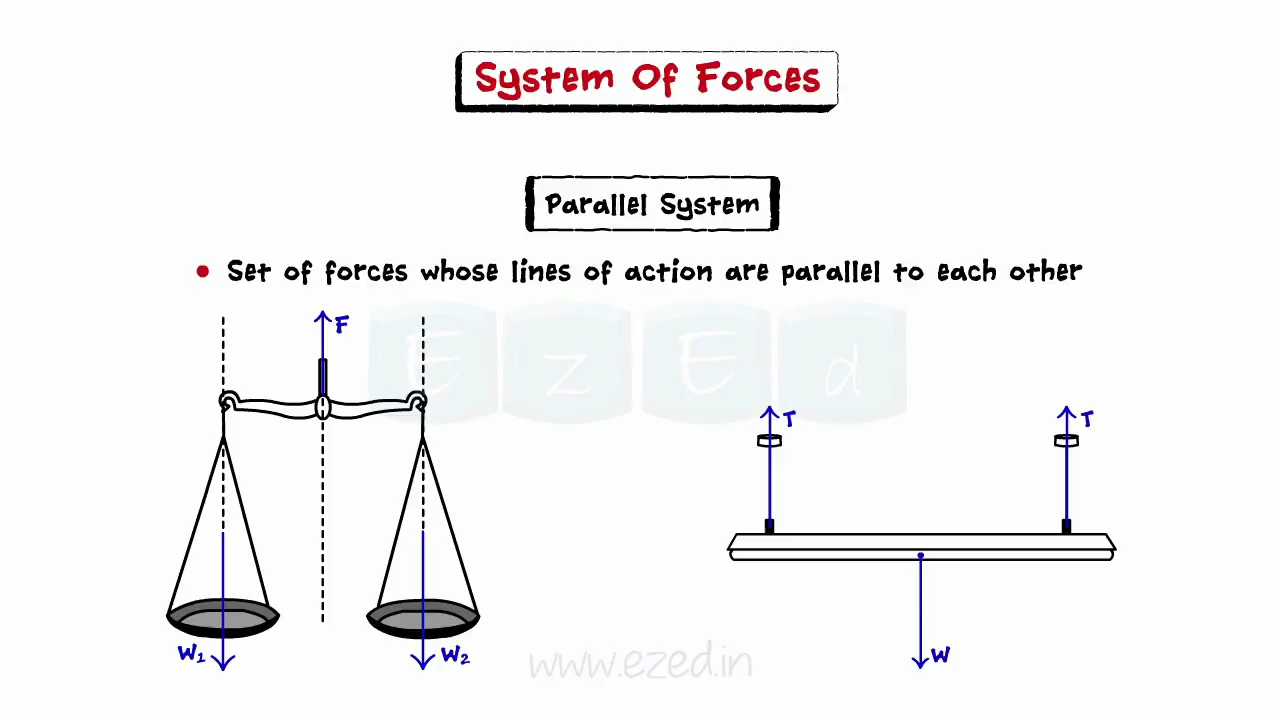 System Of Forces
Parallel System
• Set of forces whose lines of action are parallel to each other
E z E d
F
T T
W1 W2
W
www.ezed.in